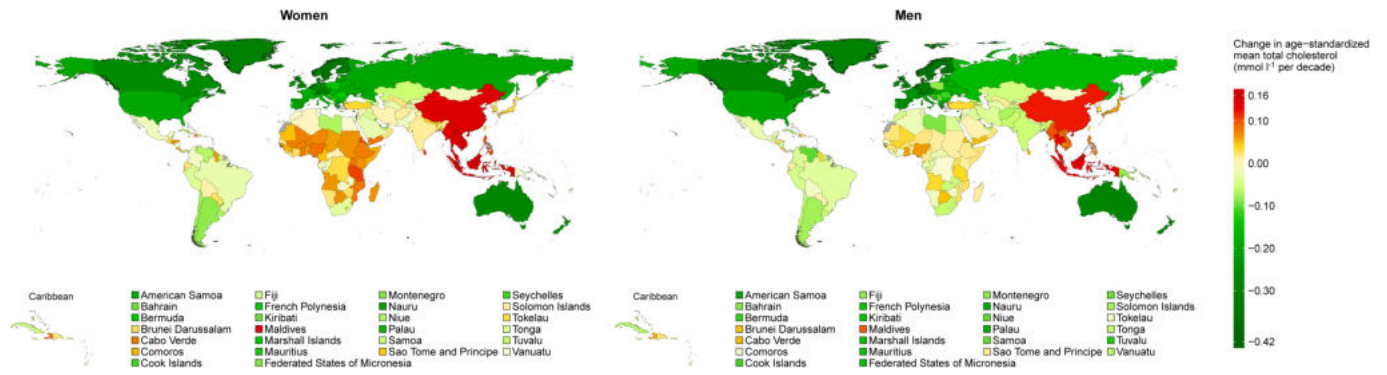 Women
Men
Change in age-standardized
mean total cholesterol
(mmol l⁻¹ per decade)
0.16
0.10
0.00
−0.10
−0.20
−0.30
−0.42
Caribbean
American Samoa
Bahrain
Bermuda
Brunei Darussalam
Cabo Verde
Comoros
Cook Islands
Fiji
French Polynesia
Kiribati
Maldives
Marshall Islands
Mauritius
Federated States of Micronesia
Montenegro
Nauru
Niue
Palau
Samoa
Sao Tome and Principe
Seychelles
Solomon Islands
Tokelau
Tonga
Tuvalu
Vanuatu
Caribbean
American Samoa
Bahrain
Bermuda
Brunei Darussalam
Cabo Verde
Comoros
Cook Islands
Fiji
French Polynesia
Kiribati
Maldives
Marshall Islands
Mauritius
Federated States of Micronesia
Montenegro
Nauru
Niue
Palau
Samoa
Sao Tome and Principe
Seychelles
Solomon Islands
Tokelau
Tonga
Tuvalu
Vanuatu